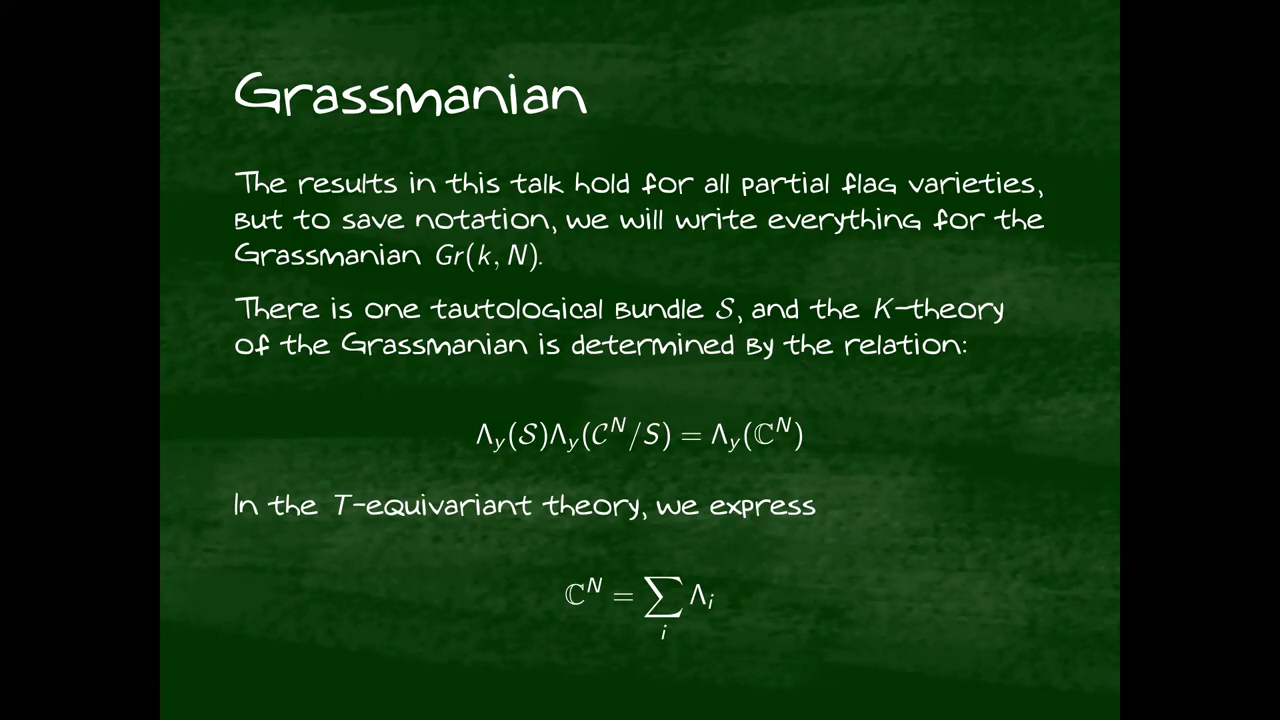 Grassmanian
The results in this talk hold for all partial flag varieties,
but to save notation, we will write everything for the
Grassmanian Gr(k, N).
There is one tautological bundle 𝒮, and the K-theory
of the Grassmanian is determined by the relation:
Λ_y(𝒮)Λ_y(𝒞^N/S) = Λ_y(ℂ^N)
In the T-equivariant theory, we express
ℂ^N = ∑_i Λ_i